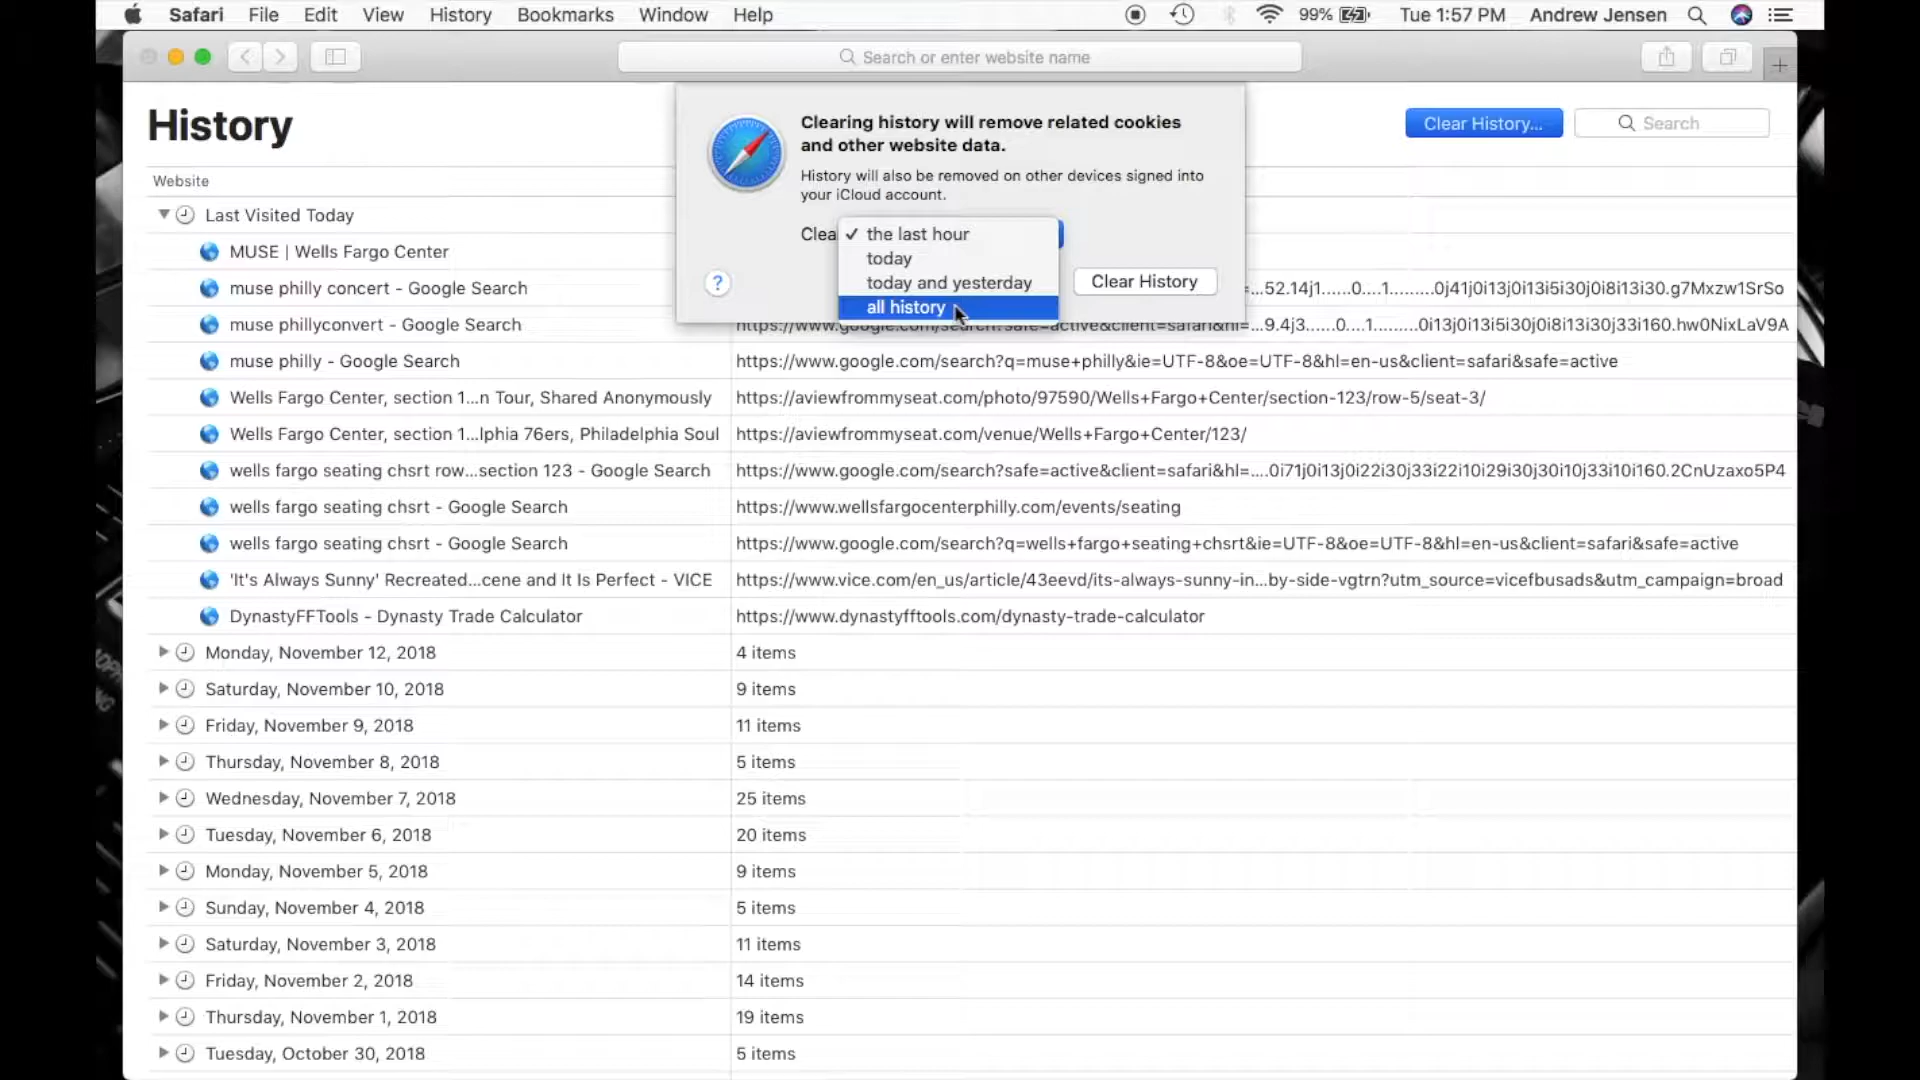 Safari File Edit View History Bookmarks Window Help 99% Tue 1:57 PM Andrew Jensen
Search or enter website name
History
Clear History...
Search
Clearing history will remove related cookies
and other website data.
History will also be removed on other devices signed into
your iCloud account.
Clea
✓ the last hour
today
today and yesterday
all history
?
Clear History
Website
Last Visited Today
MUSE | Wells Fargo Center
muse philly concert - Google Search =...52.14j1......0....1.........0j41j0i13j0i13i5i30j0i8i13i30.g7Mxzw1SrSo
muse phillyconvert - Google Search https://www.google.com/search?safe=active&client=safari&hl=...9.4j3......0....1.........0i13j0i13i5i30j0i8i13i30j33i160.hw0NixLaV9A
muse philly - Google Search https://www.google.com/search?q=muse+philly&ie=UTF-8&oe=UTF-8&hl=en-us&client=safari&safe=active
Wells Fargo Center, section 1...n Tour, Shared Anonymously https://aviewfrommyseat.com/photo/97590/Wells+Fargo+Center/section-123/row-5/seat-3/
Wells Fargo Center, section 1...lphia 76ers, Philadelphia Soul https://aviewfrommyseat.com/venue/Wells+Fargo+Center/123/
wells fargo seating chsrt row...section 123 - Google Search https://www.google.com/search?safe=active&client=safari&hl=....0i71j0i13j0i22i30j33i22i10i29i30j30i10j33i10i160.2CnUzaxo5P4
wells fargo seating chsrt - Google Search https://www.wellsfargocenterphilly.com/events/seating
wells fargo seating chsrt - Google Search https://www.google.com/search?q=wells+fargo+seating+chsrt&ie=UTF-8&oe=UTF-8&hl=en-us&client=safari&safe=active
'It's Always Sunny' Recreated...cene and It Is Perfect - VICE https://www.vice.com/en_us/article/43eevd/its-always-sunny-in...by-side-vgtrn?utm_source=vicefbusads&utm_campaign=broad
DynastyFFTools - Dynasty Trade Calculator https://www.dynastyfftools.com/dynasty-trade-calculator
Monday, November 12, 2018 4 items
Saturday, November 10, 2018 9 items
Friday, November 9, 2018 11 items
Thursday, November 8, 2018 5 items
Wednesday, November 7, 2018 25 items
Tuesday, November 6, 2018 20 items
Monday, November 5, 2018 9 items
Sunday, November 4, 2018 5 items
Saturday, November 3, 2018 11 items
Friday, November 2, 2018 14 items
Thursday, November 1, 2018 19 items
Tuesday, October 30, 2018 5 items